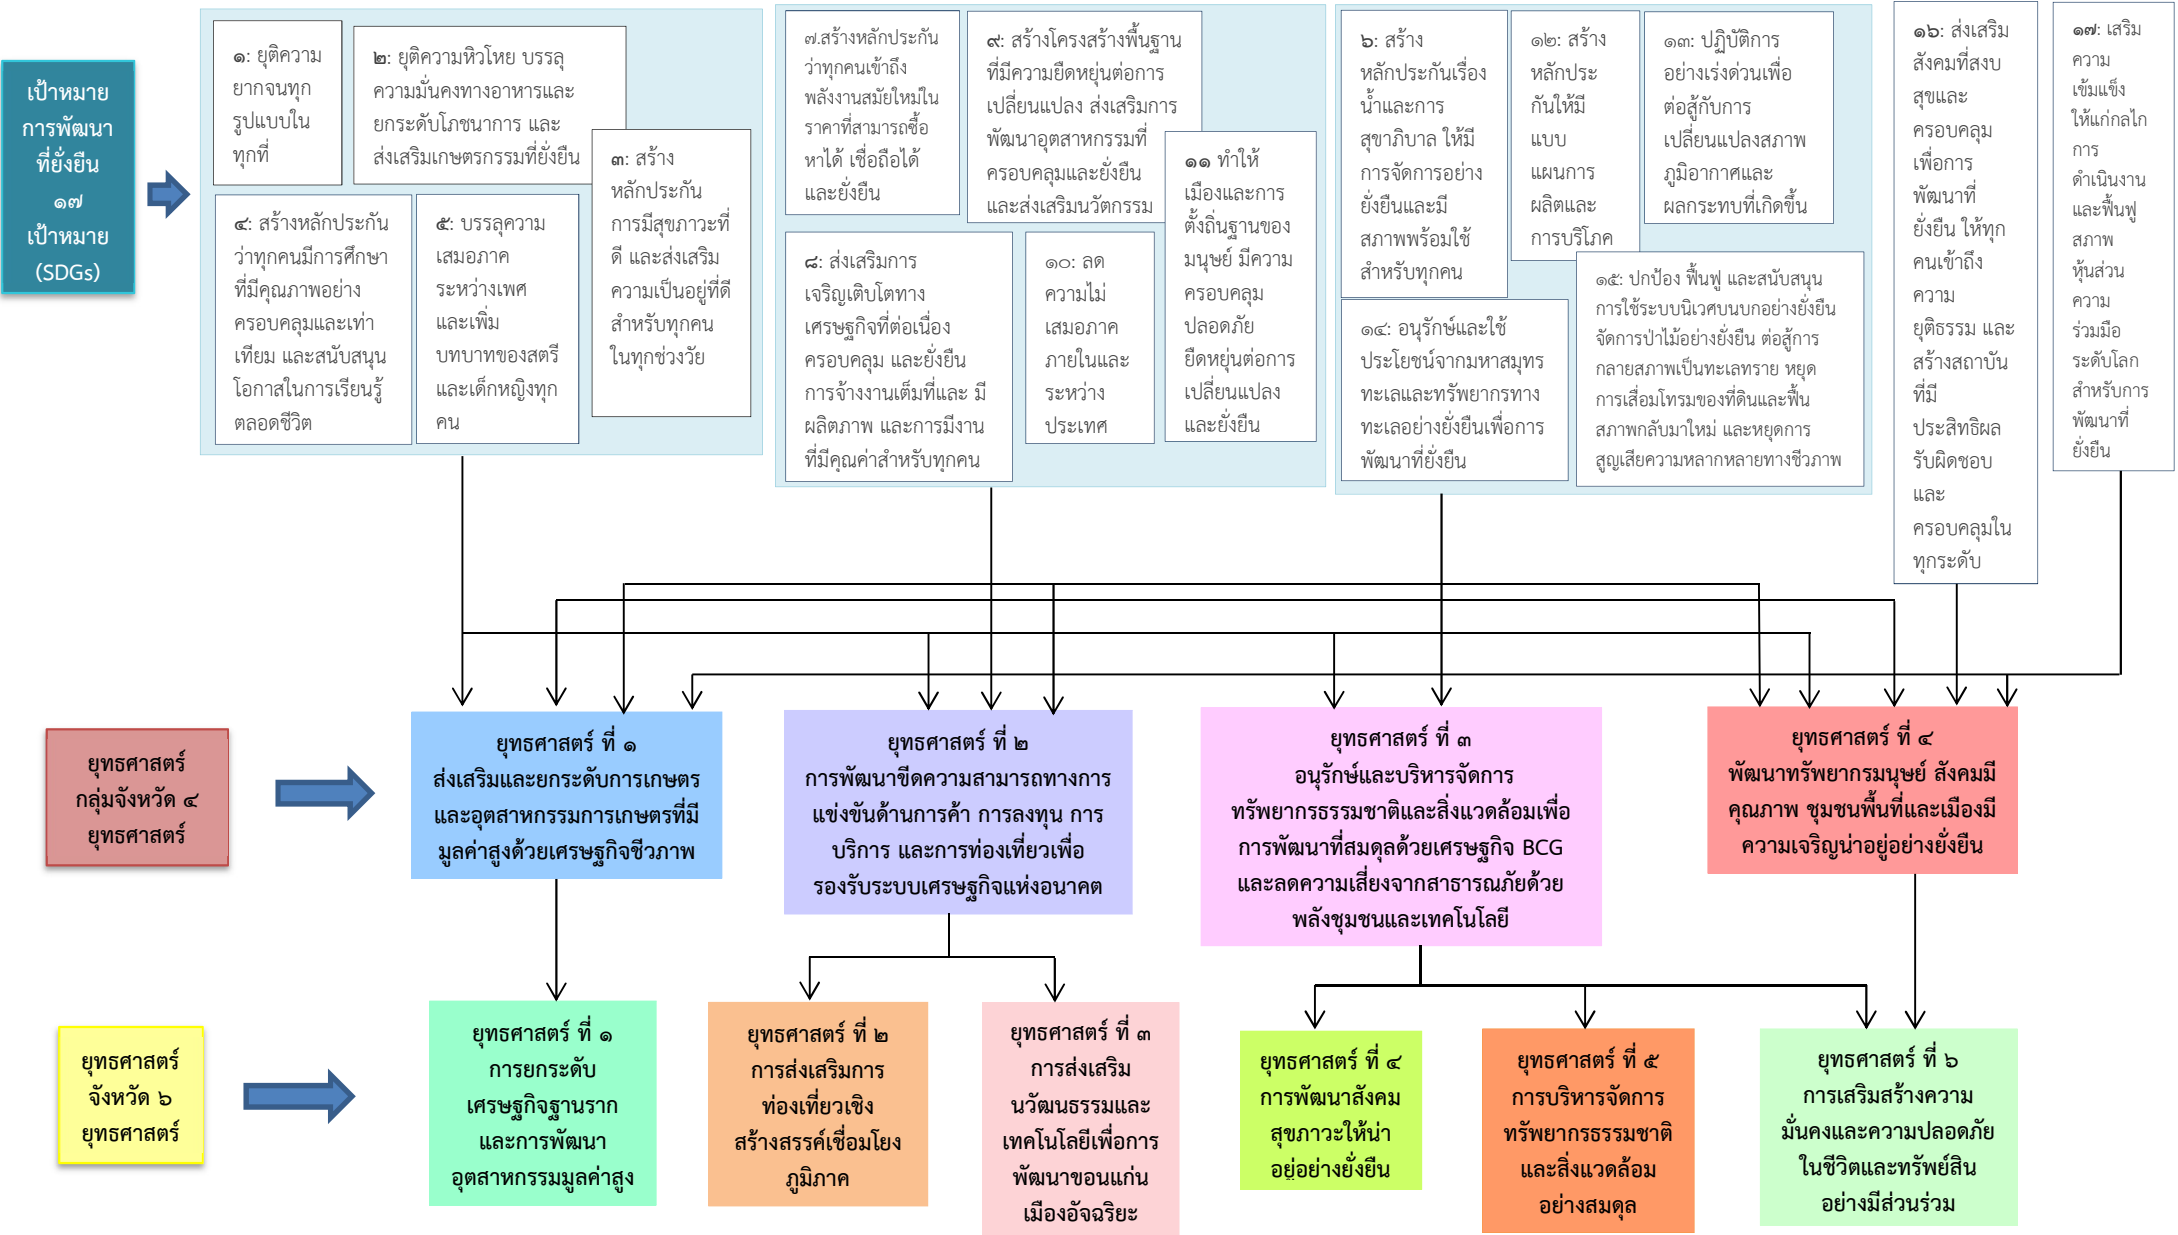 เป้าหมาย
การพัฒนา
ที่ยั่งยืน
๑๗
เป้าหมาย
(SDGs)
๑: ยุติความ
ยากจนทุก
รูปแบบใน
ทุกที่
๒: ยุติความหิวโหย บรรลุ
ความมั่นคงทางอาหารและ
ยกระดับโภชนาการ และ
ส่งเสริมเกษตรกรรมที่ยั่งยืน
๓: สร้าง
หลักประกัน
การมีสุขภาวะที่
ดี และส่งเสริม
ความเป็นอยู่ที่ดี
สำหรับทุกคน
ในทุกช่วงวัย
๔: สร้างหลักประกัน
ว่าทุกคนมีการศึกษา
ที่มีคุณภาพอย่าง
ครอบคลุมและเท่า
เทียม และสนับสนุน
โอกาสในการเรียนรู้
ตลอดชีวิต
๕: บรรลุความ
เสมอภาค
ระหว่างเพศ
และเพิ่ม
บทบาทของสตรี
และเด็กหญิงทุก
คน
๗.สร้างหลักประกัน
ว่าทุกคนเข้าถึง
พลังงานสมัยใหม่ใน
ราคาที่สามารถซื้อ
หาได้ เชื่อถือได้
และยั่งยืน
๙: สร้างโครงสร้างพื้นฐาน
ที่มีความยืดหยุ่นต่อการ
เปลี่ยนแปลง ส่งเสริมการ
พัฒนาอุตสาหกรรมที่
ครอบคลุมและยั่งยืน
และส่งเสริมนวัตกรรม
๘: ส่งเสริมการ
เจริญเติบโตทาง
เศรษฐกิจที่ต่อเนื่อง
ครอบคลุม และยั่งยืน
การจ้างงานเต็มที่และ มี
ผลิตภาพ และการมีงาน
ที่มีคุณค่าสำหรับทุกคน
๑๐: ลด
ความไม่
เสมอภาค
ภายในและ
ระหว่าง
ประเทศ
๑๑ ทำให้
เมืองและการ
ตั้งถิ่นฐานของ
มนุษย์ มีความ
ครอบคลุม
ปลอดภัย
ยืดหยุ่นต่อการ
เปลี่ยนแปลง
และยั่งยืน
๖: สร้าง
หลักประกันเรื่อง
น้ำและการ
สุขาภิบาล ให้มี
การจัดการอย่าง
ยั่งยืนและมี
สภาพพร้อมใช้
สำหรับทุกคน
๑๒: สร้าง
หลักประ
กันให้มี
แบบ
แผนการ
ผลิตและ
การบริโภค
๑๓: ปฏิบัติการ
อย่างเร่งด่วนเพื่อ
ต่อสู้กับการ
เปลี่ยนแปลงสภาพ
ภูมิอากาศและ
ผลกระทบที่เกิดขึ้น
๑๔: อนุรักษ์และใช้
ประโยชน์จากมหาสมุทร
ทะเลและทรัพยากรทาง
ทะเลอย่างยั่งยืนเพื่อการ
พัฒนาที่ยั่งยืน
๑๕: ปกป้อง ฟื้นฟู และสนับสนุน
การใช้ระบบนิเวศบนบกอย่างยั่งยืน
จัดการป่าไม้อย่างยั่งยืน ต่อสู้การ
กลายสภาพเป็นทะเลทราย หยุด
การเสื่อมโทรมของที่ดินและฟื้น
สภาพกลับมาใหม่ และหยุดการ
สูญเสียความหลากหลายทางชีวภาพ
๑๖: ส่งเสริม
สังคมที่สงบ
สุขและ
ครอบคลุม
เพื่อการ
พัฒนาที่
ยั่งยืน ให้ทุก
คนเข้าถึง
ความ
ยุติธรรม และ
สร้างสถาบัน
ที่มี
ประสิทธิผล
รับผิดชอบ
และ
ครอบคลุมใน
ทุกระดับ
๑๗: เสริม
ความ
เข้มแข็ง
ให้แก่กลไก
การ
ดำเนินงาน
และฟื้นฟู
สภาพ
หุ้นส่วน
ความ
ร่วมมือ
ระดับโลก
สำหรับการ
พัฒนาที่
ยั่งยืน
ยุทธศาสตร์
กลุ่มจังหวัด ๔
ยุทธศาสตร์
ยุทธศาสตร์ ที่ ๑
ส่งเสริมและยกระดับการเกษตร
และอุตสาหกรรมการเกษตรที่มี
มูลค่าสูงด้วยเศรษฐกิจชีวภาพ
ยุทธศาสตร์ ที่ ๒
การพัฒนาขีดความสามารถทางการ
แข่งขันด้านการค้า การลงทุน การ
บริการ และการท่องเที่ยวเพื่อ
รองรับระบบเศรษฐกิจแห่งอนาคต
ยุทธศาสตร์ ที่ ๓
อนุรักษ์และบริหารจัดการ
ทรัพยากรธรรมชาติและสิ่งแวดล้อมเพื่อ
การพัฒนาที่สมดุลด้วยเศรษฐกิจ BCG
และลดความเสี่ยงจากสาธารณภัยด้วย
พลังชุมชนและเทคโนโลยี
ยุทธศาสตร์ ที่ ๔
พัฒนาทรัพยากรมนุษย์ สังคมมี
คุณภาพ ชุมชนพื้นที่และเมืองมี
ความเจริญน่าอยู่อย่างยั่งยืน
ยุทธศาสตร์
จังหวัด ๖
ยุทธศาสตร์
ยุทธศาสตร์ ที่ ๑
การยกระดับ
เศรษฐกิจฐานราก
และการพัฒนา
อุตสาหกรรมมูลค่าสูง
ยุทธศาสตร์ ที่ ๒
การส่งเสริมการ
ท่องเที่ยวเชิง
สร้างสรรค์เชื่อมโยง
ภูมิภาค
ยุทธศาสตร์ ที่ ๓
การส่งเสริม
นวัฒนธรรมและ
เทคโนโลยีเพื่อการ
พัฒนาขอนแก่น
เมืองอัจฉริยะ
ยุทธศาสตร์ ที่ ๔
การพัฒนาสังคม
สุขภาวะให้น่า
อยู่อย่างยั่งยืน
ยุทธศาสตร์ ที่ ๕
การบริหารจัดการ
ทรัพยากรธรรมชาติ
และสิ่งแวดล้อม
อย่างสมดุล
ยุทธศาสตร์ ที่ ๖
การเสริมสร้างความ
มั่นคงและความปลอดภัย
ในชีวิตและทรัพย์สิน
อย่างมีส่วนร่วม